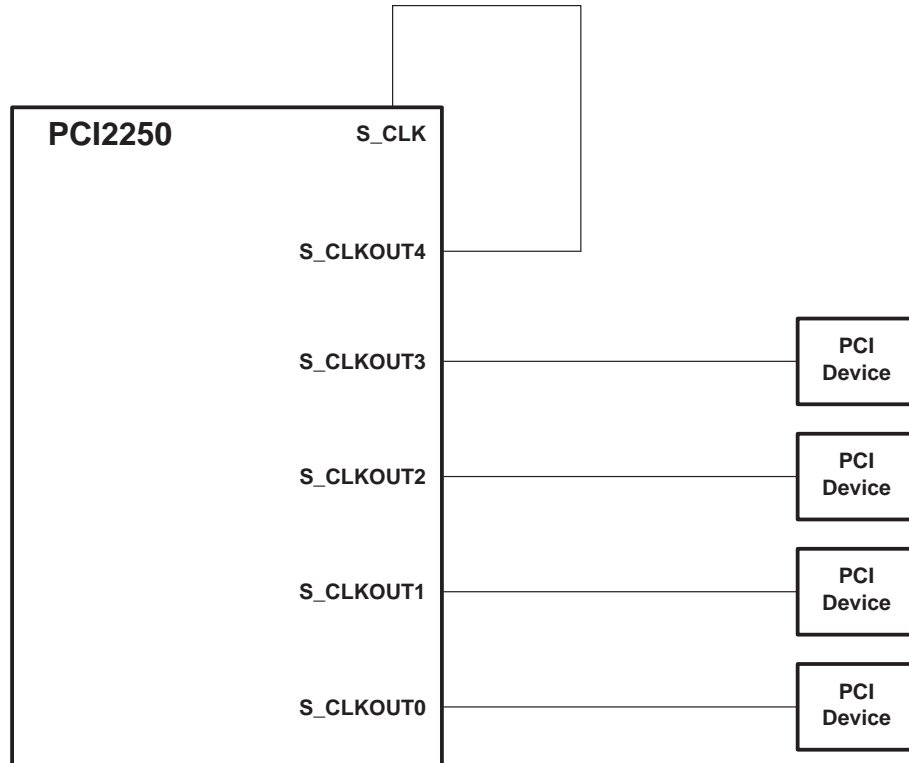 PCI2250
S_CLK
S_CLKOUT4
S_CLKOUT3
PCI
Device
S_CLKOUT2
PCI
Device
S_CLKOUT1
PCI
Device
S_CLKOUT0
PCI
Device